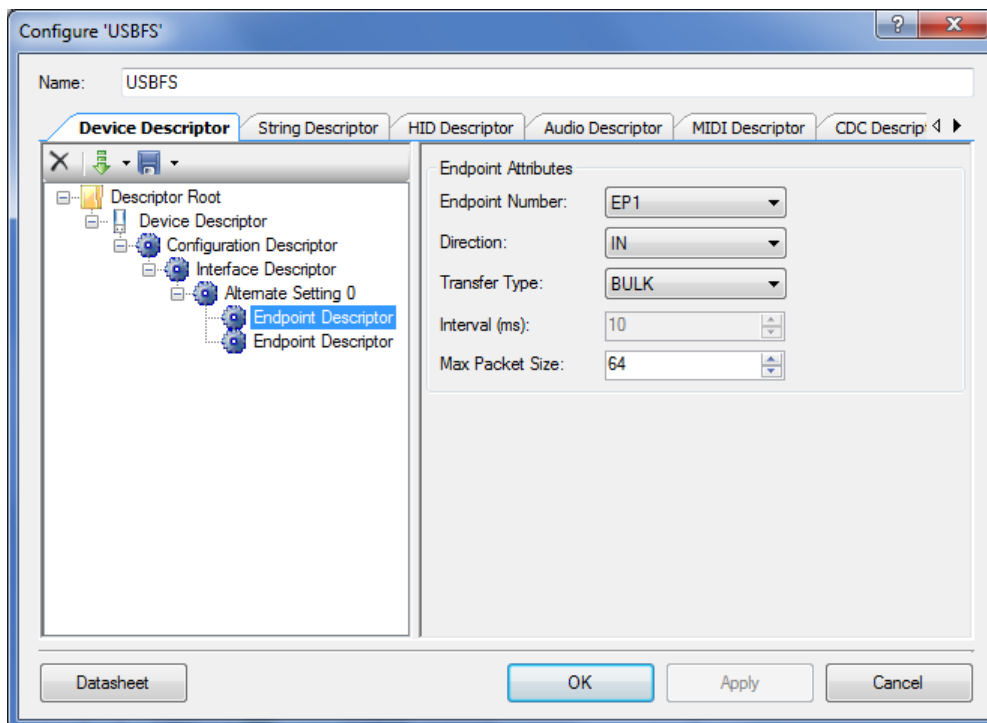 Configure 'USBFS'
Name: USBFS
Device Descriptor String Descriptor HID Descriptor Audio Descriptor MIDI Descriptor CDC Descrip
Descriptor Root
Device Descriptor
Configuration Descriptor
Interface Descriptor
Alternate Setting 0
Endpoint Descriptor
Endpoint Descriptor
Endpoint Attributes
Endpoint Number: EP1
Direction: IN
Transfer Type: BULK
Interval (ms): 10
Max Packet Size: 64
Datasheet OK Apply Cancel